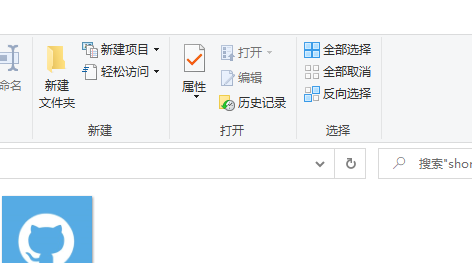 命名
新建
文件夹
新建项目
轻松访问
新建
属性
打开
编辑
历史记录
打开
全部选择
全部取消
反向选择
选择
搜索"shor